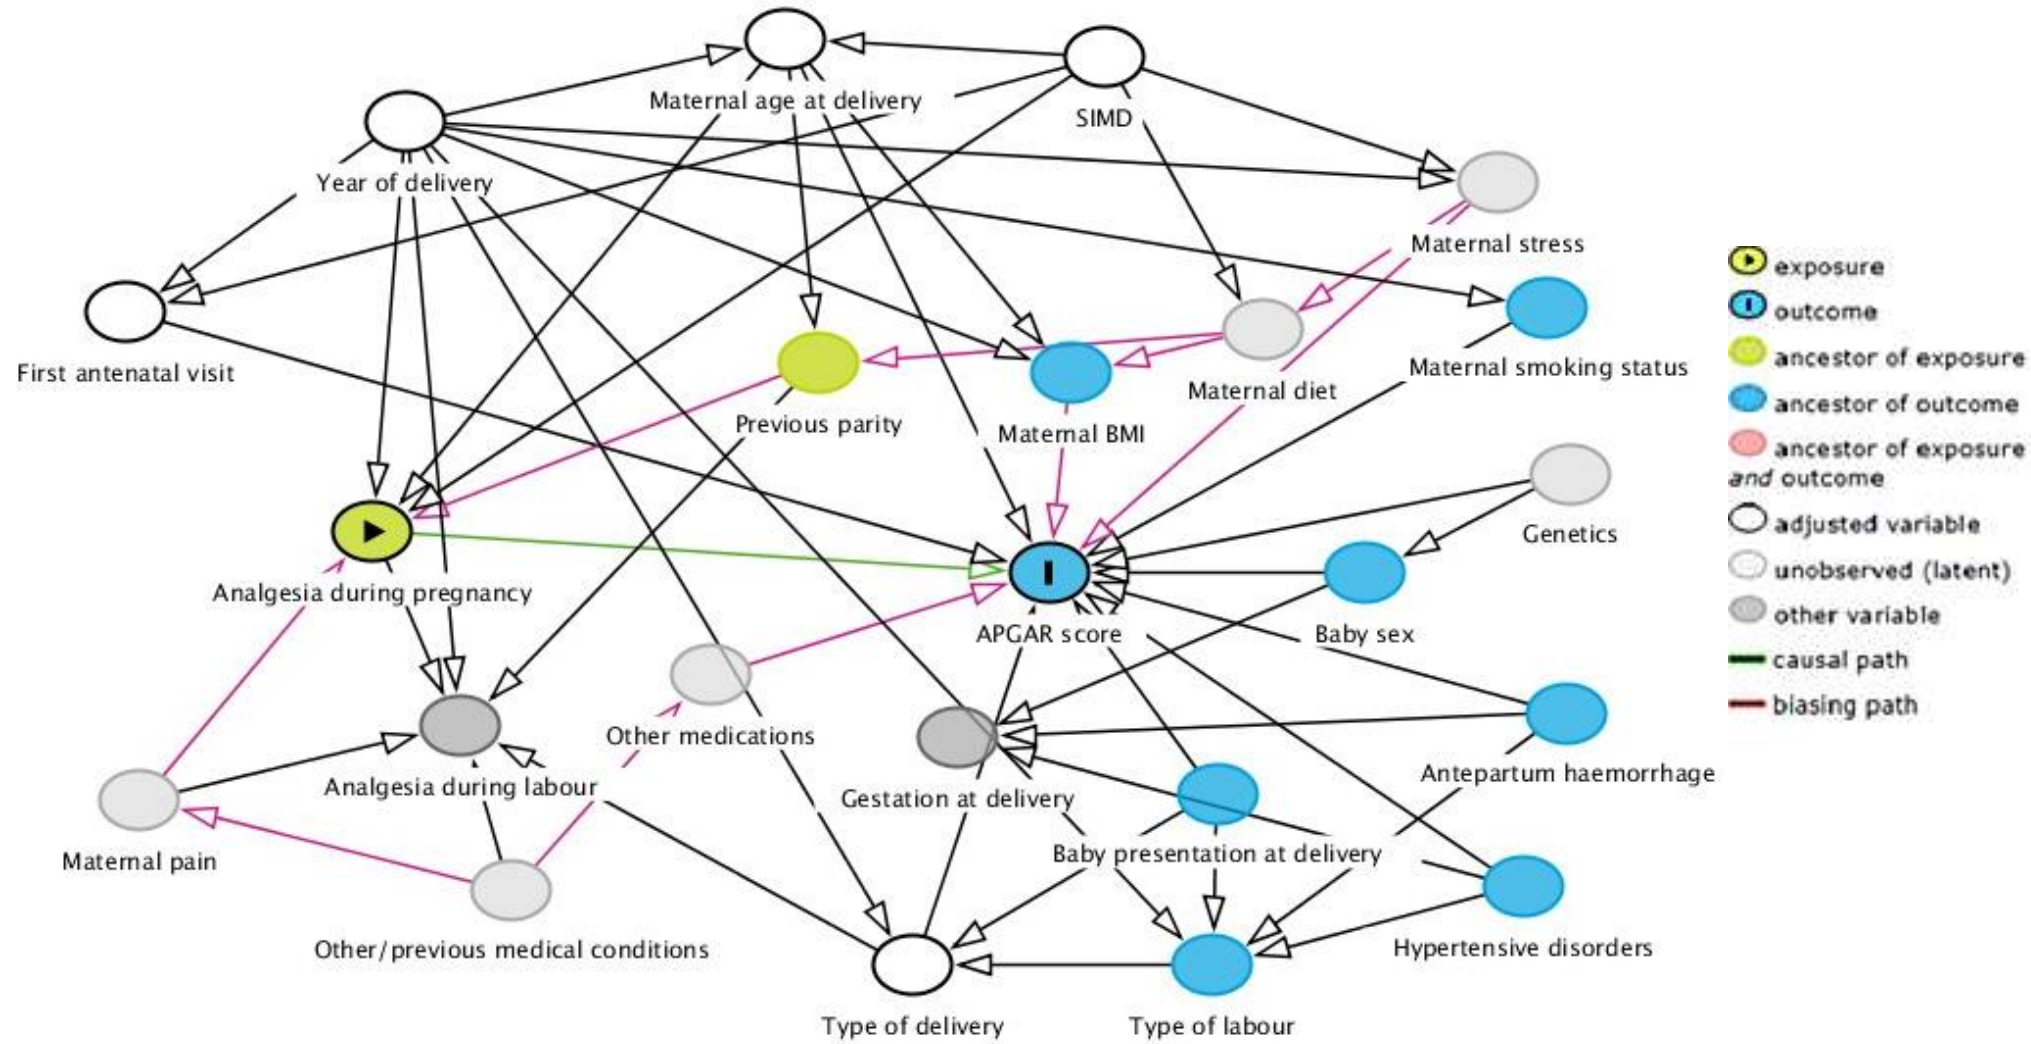 Maternal age at delivery
SIMD
Year of delivery
Maternal stress
First antenatal visit
Maternal smoking status
Maternal diet
Previous parity
Maternal BMI
Genetics
Analgesia during pregnancy
APGAR score
Baby sex
Other medications
Antepartum haemorrhage
Analgesia during labour
Gestation at delivery
Maternal pain
Baby presentation at delivery
Other/previous medical conditions
Hypertensive disorders
Type of delivery
Type of labour
exposure
outcome
ancestor of exposure
ancestor of outcome
ancestor of exposure
and outcome
adjusted variable
unobserved (latent)
other variable
causal path
biasing path